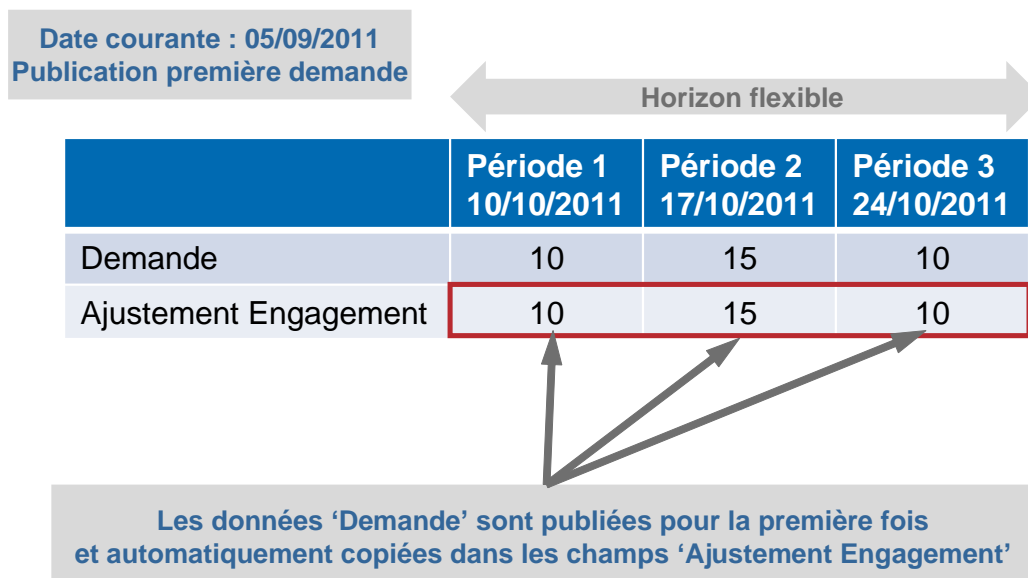 Date courante : 05/09/2011
Publication première demande
Horizon flexible
Période 1 Période 2 Période 3
10/10/2011 17/10/2011 24/10/2011
Demande 10 15 10
Ajustement Engagement 10 15 10
Les données ‘Demande’ sont publiées pour la première fois
et automatiquement copiées dans les champs ‘Ajustement Engagement’